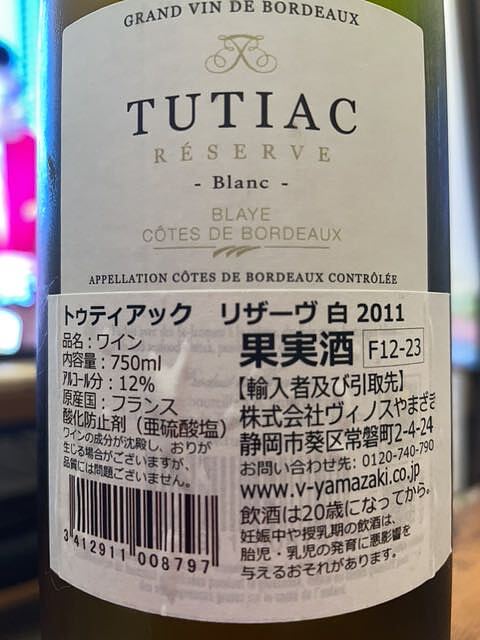 GRAND VIN DE BORDEAUX
TUTIAC
RÉSERVE
- Blanc -
BLAYE
CÔTES DE BORDEAUX
APPELLATION CÔTES DE BORDEAUX CONTRÔLÉE
トゥティアック リザーヴ 白 2011
品名：ワイン
内容量：750ml
アルコール分：12%
原産国：フランス
酸化防止剤（亜硫酸塩）
ワインの成分が沈殿し、おりが
生じる場合がございますが、
品質には問題ございません。
3 412911 008797
果実酒 F12-23
【輸入者及び引取先】
株式会社ヴィノスやまざき
静岡市葵区常磐町2-4-24
お問い合わせ先: 0120-740-790
www.v-yamazaki.co.jp
飲酒は20歳になってから。
妊娠中や授乳期の飲酒は、
胎児・乳児の発育に悪影響を
与えるおそれがあります。